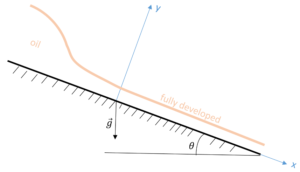 y
oil
fully developed
g⃗
θ
x